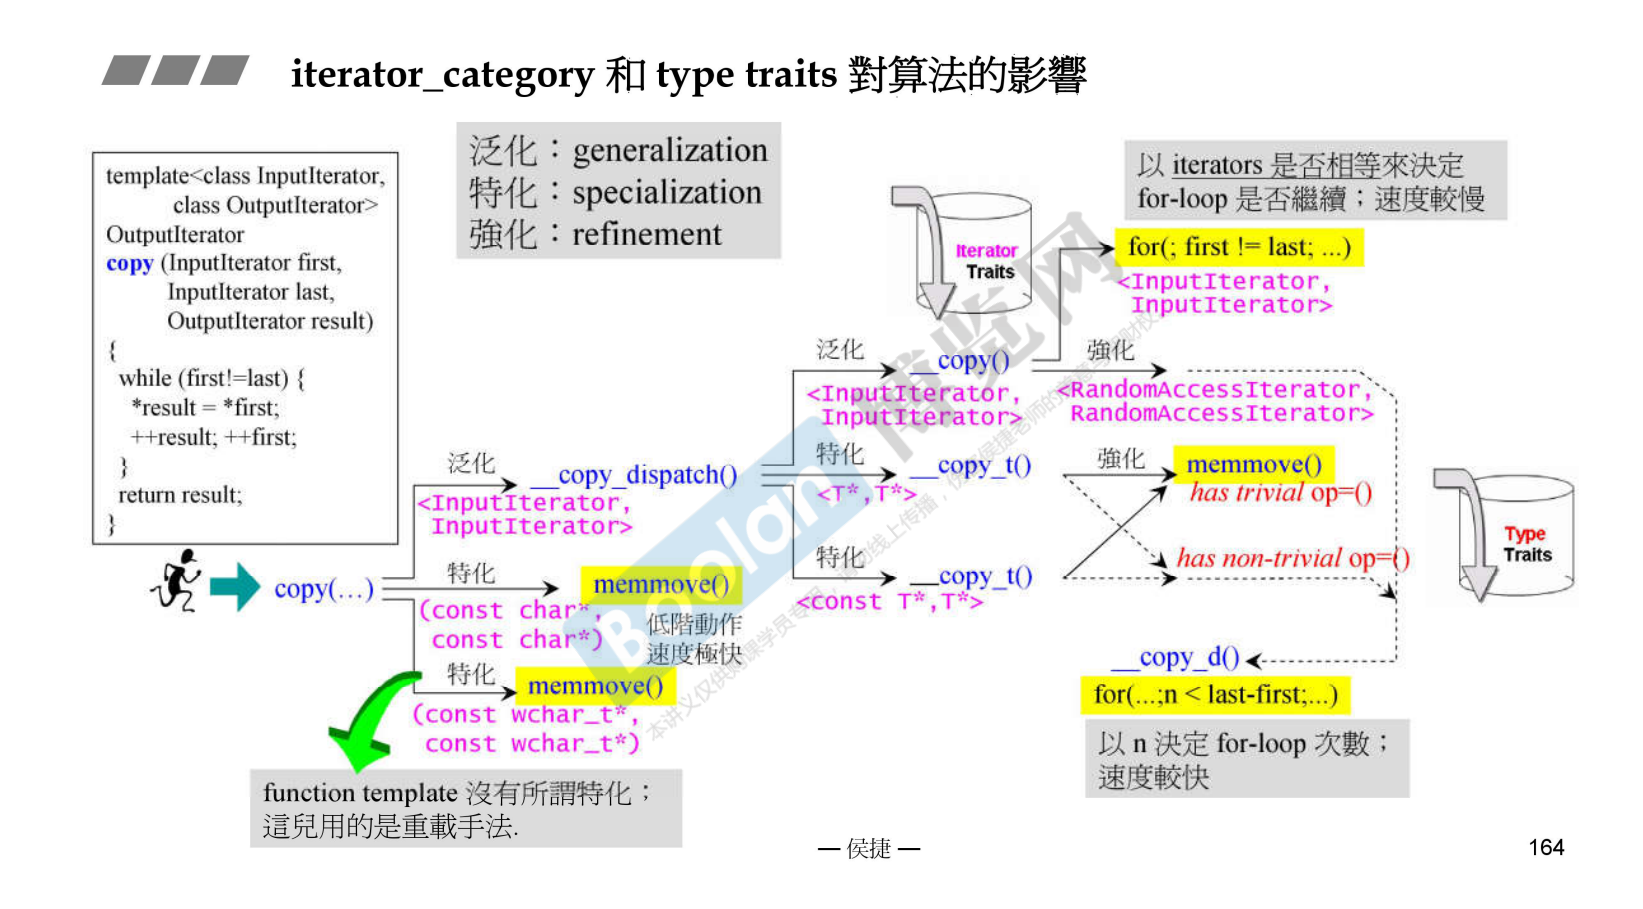 iterator_category 和 type traits 對算法的影響
template<class InputIterator,
class OutputIterator>
OutputIterator
copy (InputIterator first,
InputIterator last,
OutputIterator result)
{
while (first!=last) {
*result = *first;
++result; ++first;
}
return result;
}
泛化：generalization
特化：specialization
強化：refinement
Iterator
Traits
以 iterators 是否相等來決定
for-loop 是否繼續；速度較慢
for(; first != last; ...)
<InputIterator,
InputIterator>
泛化
__copy()
<InputIterator,
InputIterator>
強化
<RandomAccessIterator,
RandomAccessIterator>
泛化
__copy_dispatch()
<InputIterator,
InputIterator>
特化
__copy_t()
<T*,T*>
強化
memmove()
has trivial op=()
特化
__copy_t()
<const T*,T*>
has non-trivial op=()
Type
Traits
copy(…)
特化
memmove()
(const char*,
const char*)
低階動作
速度極快
特化
memmove()
(const wchar_t*,
const wchar_t*)
__copy_d()
for(...;n < last-first;...)
以 n 決定 for-loop 次數；
速度較快
function template 沒有所謂特化；
這兒用的是重載手法.
Boolan
博览网
— 侯捷 —
164